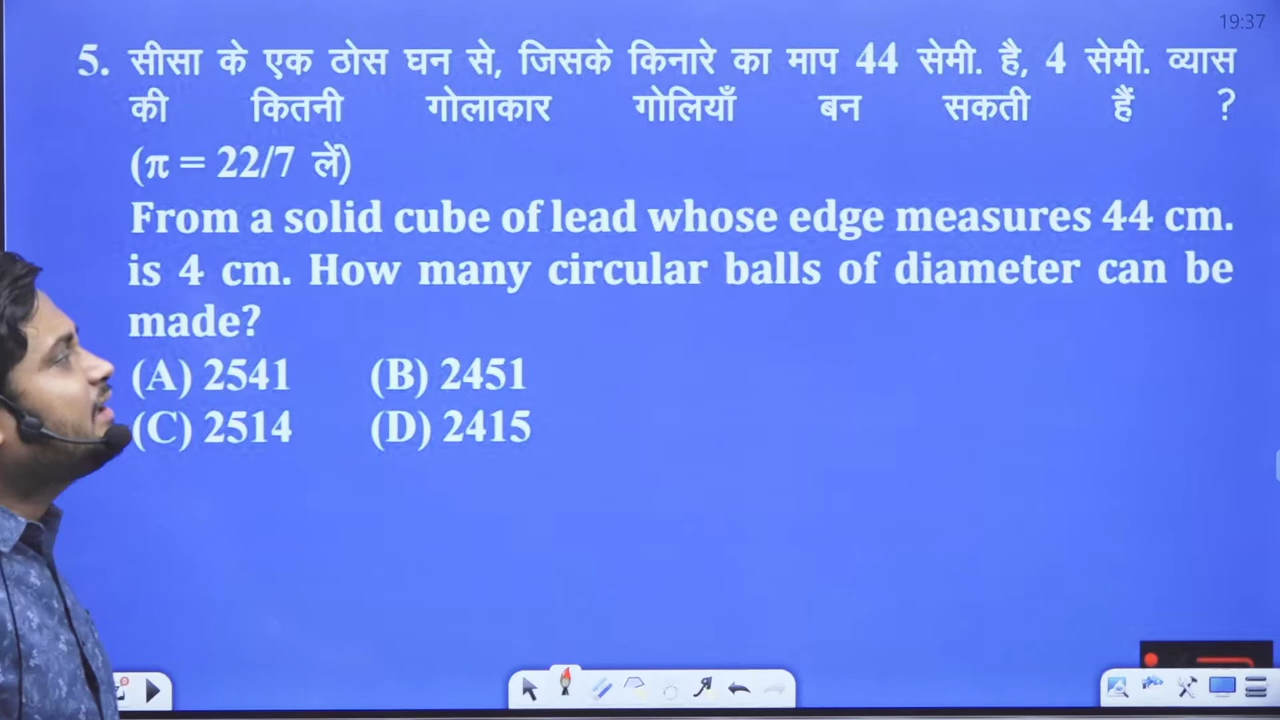 19:37
5. सीसा के एक ठोस घन से, जिसके किनारे का माप 44 सेमी. है, 4 सेमी. व्यास
की कितनी गोलाकार गोलियाँ बन सकती हैं ?
(π = 22/7 लें)
From a solid cube of lead whose edge measures 44 cm.
is 4 cm. How many circular balls of diameter can be
made?
(A) 2541 (B) 2451
(C) 2514 (D) 2415